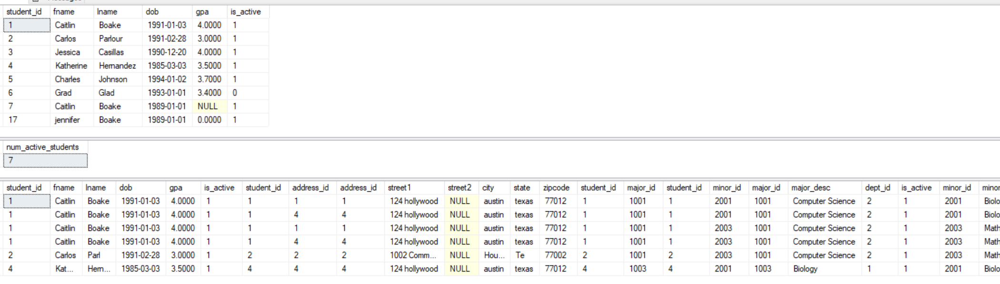 student_id fname lname dob gpa is_active
1 Caitlin Boake 1991-01-03 4.0000 1
2 Carlos Parlour 1991-02-28 3.0000 1
3 Jessica Casillas 1990-12-20 4.0000 1
4 Katherine Hernandez 1985-03-03 3.5000 1
5 Charles Johnson 1994-01-02 3.7000 1
6 Grad Glad 1993-01-01 3.4000 0
7 Caitlin Boake 1989-01-01 NULL 1
17 jennifer Boake 1989-01-01 0.0000 1
num_active_students
7
student_id fname lname dob gpa is_active student_id address_id address_id street1 street2 city state zipcode student_id major_id student_id minor_id major_id major_desc dept_id is_active minor_id minor
1 Caitlin Boake 1991-01-03 4.0000 1 1 1 1 124 hollywood NULL austin texas 77012 1 1001 1 2001 1001 Computer Science 2 1 2001 Biolo
1 Caitlin Boake 1991-01-03 4.0000 1 1 4 4 124 hollywood NULL austin texas 77012 1 1001 1 2001 1001 Computer Science 2 1 2001 Biolo
1 Caitlin Boake 1991-01-03 4.0000 1 1 1 1 124 hollywood NULL austin texas 77012 1 1001 1 2003 1001 Computer Science 2 1 2003 Math
1 Caitlin Boake 1991-01-03 4.0000 1 1 4 4 124 hollywood NULL austin texas 77012 1 1001 1 2003 1001 Computer Science 2 1 2003 Math
2 Carlos Parl 1991-02-28 3.0000 1 2 2 2 1002 Comm... NULL Hou... Te 77002 2 1001 2 2003 1001 Computer Science 2 1 2003 Math
4 Kat... Hern... 1985-03-03 3.5000 1 4 4 4 124 hollywood NULL austin texas 77012 4 1003 4 2001 1003 Biology 1 1 2001 Biolo